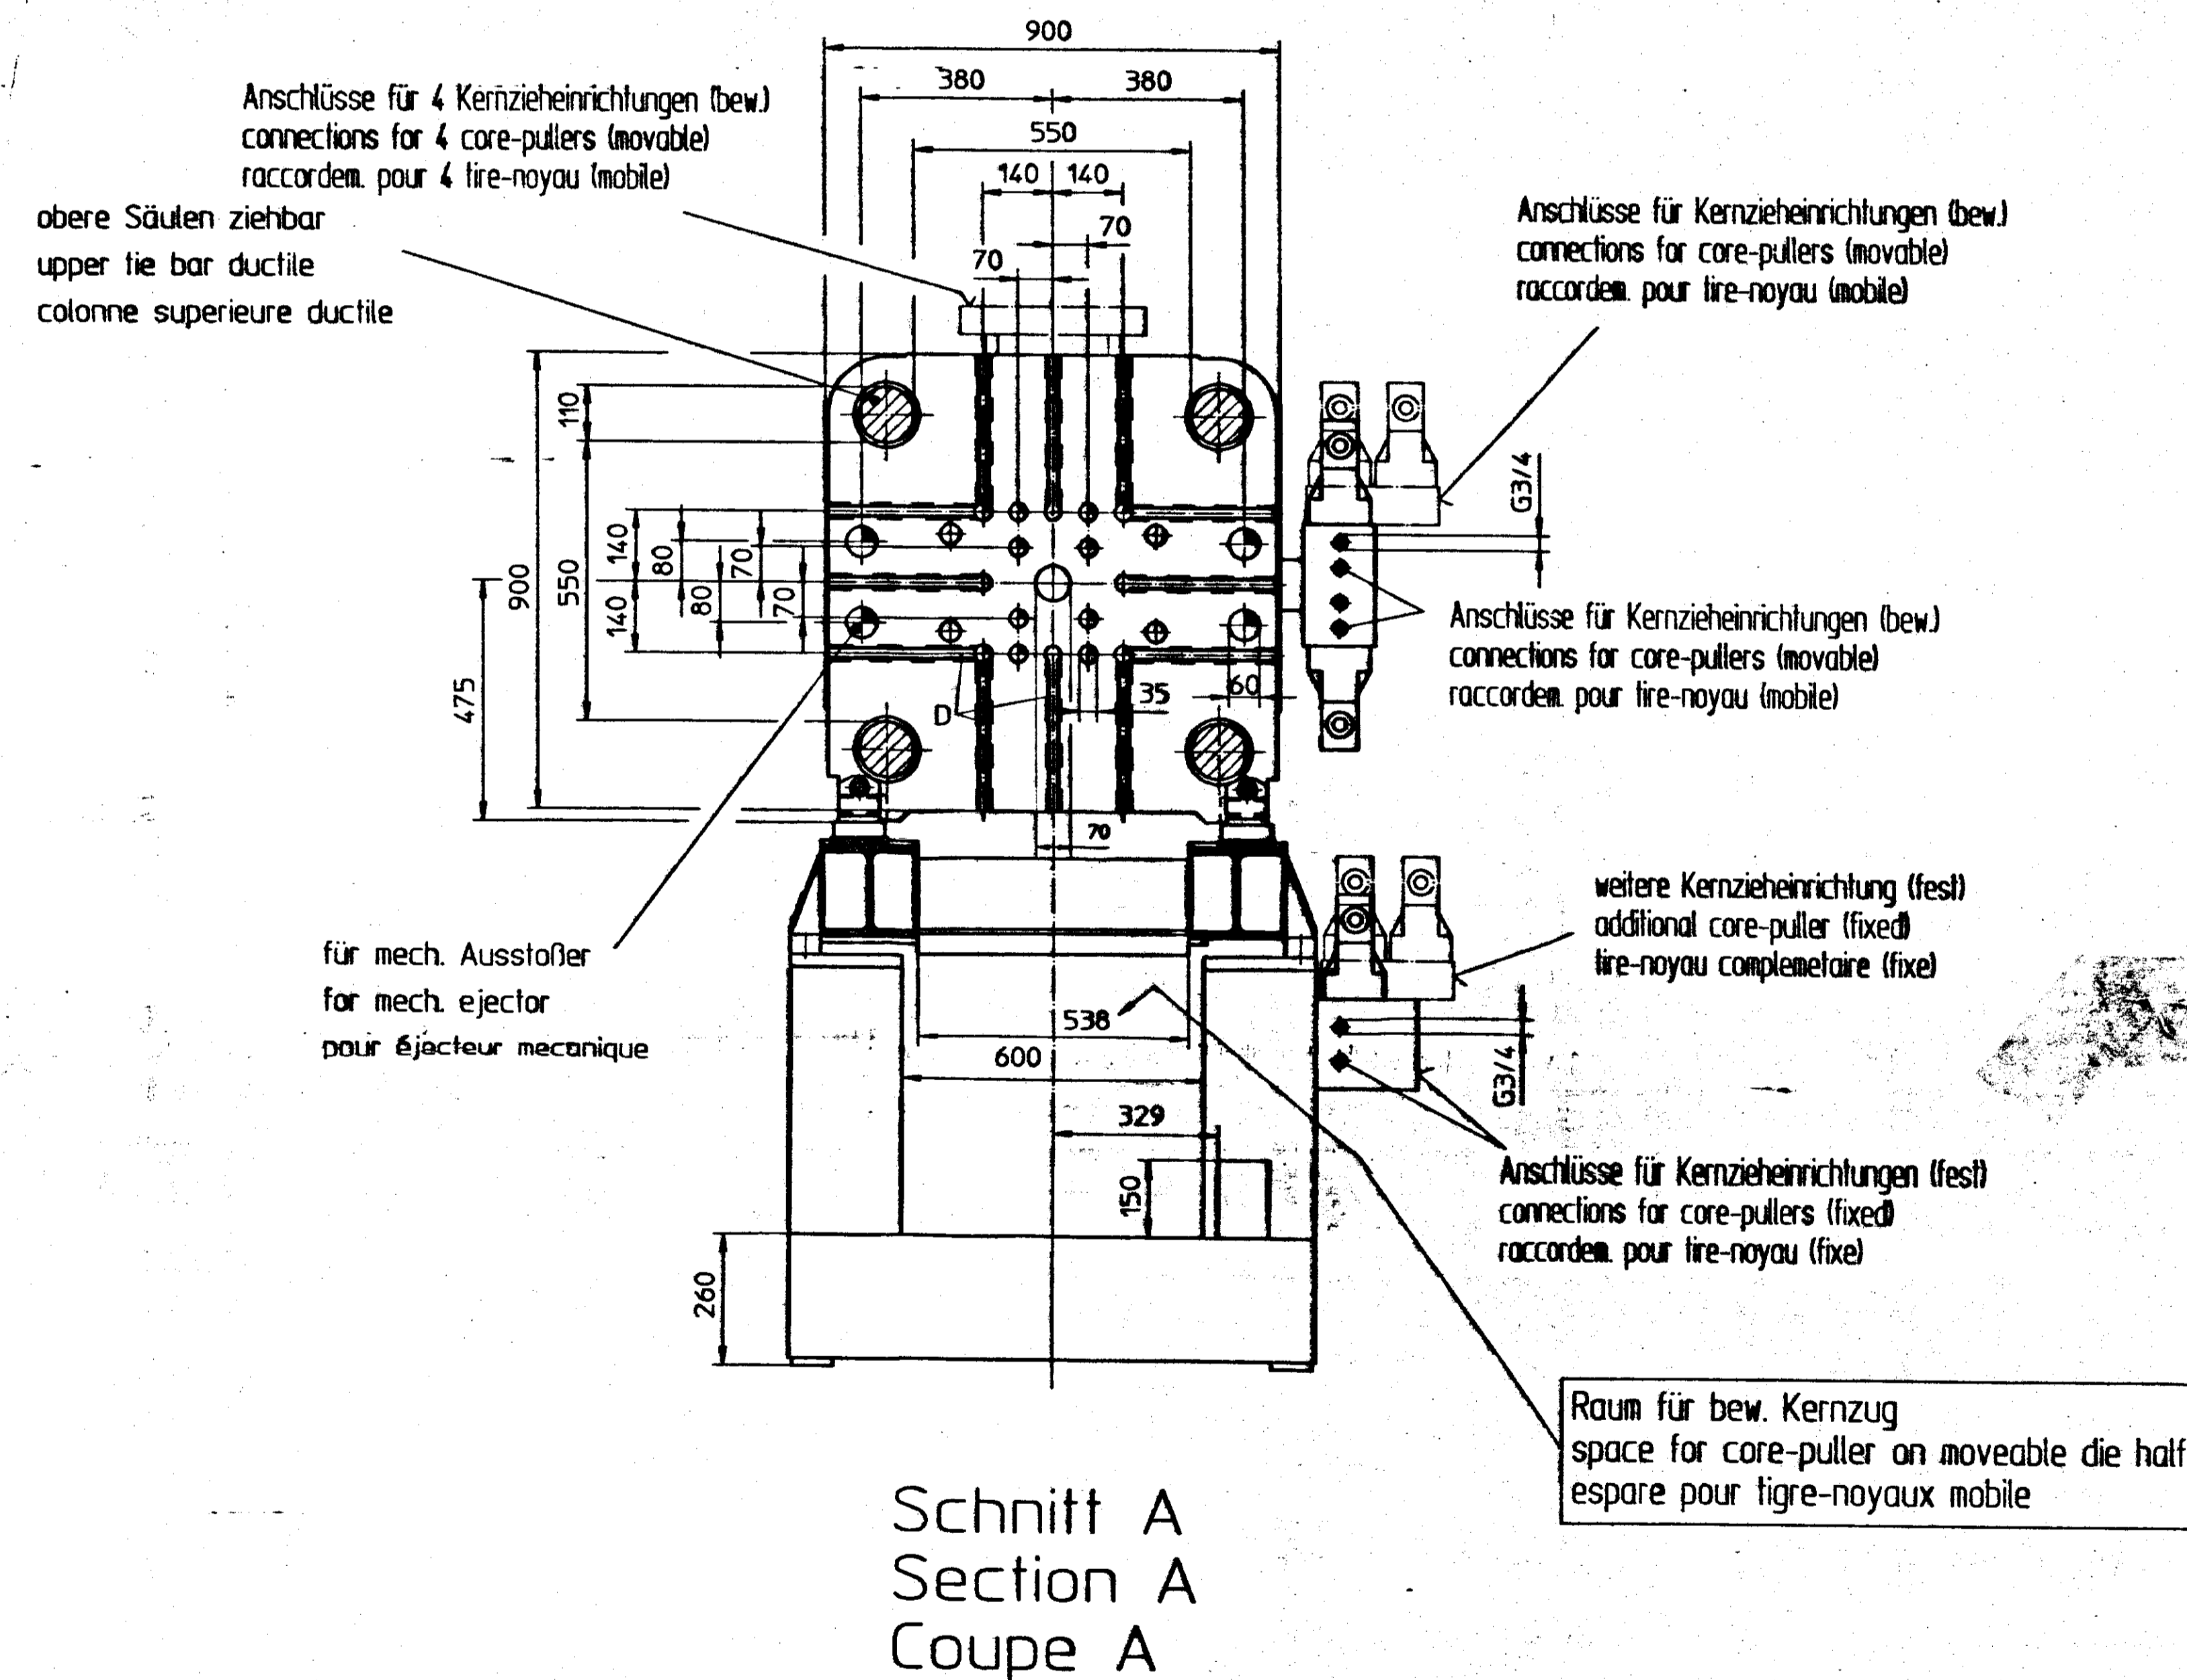 900
380 380
550
140 140
70
70
Anschlüsse für 4 Kernzieheinrichtungen (bew.)
connections for 4 core-pullers (movable)
raccordem. pour 4 tire-noyau (mobile)
obere Säulen ziehbar
upper tie bar ductile
colonne superieure ductile
Anschlüsse für Kernzieheinrichtungen (bew.)
connections for core-pullers (movable)
raccordem. pour tire-noyau (mobile)
110
G3/4
900
550
140
80
70
140
80
70
475
Anschlüsse für Kernzieheinrichtungen (bew.)
connections for core-pullers (movable)
raccordem. pour tire-noyau (mobile)
D
35
60
70
weitere Kernzieheinrichtung (fest)
additional core-puller (fixed)
tire-noyau complemetaire (fixe)
für mech. Ausstoßer
for mech. ejector
pour éjecteur mecanique
538
600
G3/4
329
150
260
Anschlüsse für Kernzieheinrichtungen (fest)
connections for core-pullers (fixed)
raccordem. pour tire-noyau (fixe)
Raum für bew. Kernzug
space for core-puller on moveable die half
espare pour tigre-noyaux mobile
Schnitt A
Section A
Coupe A